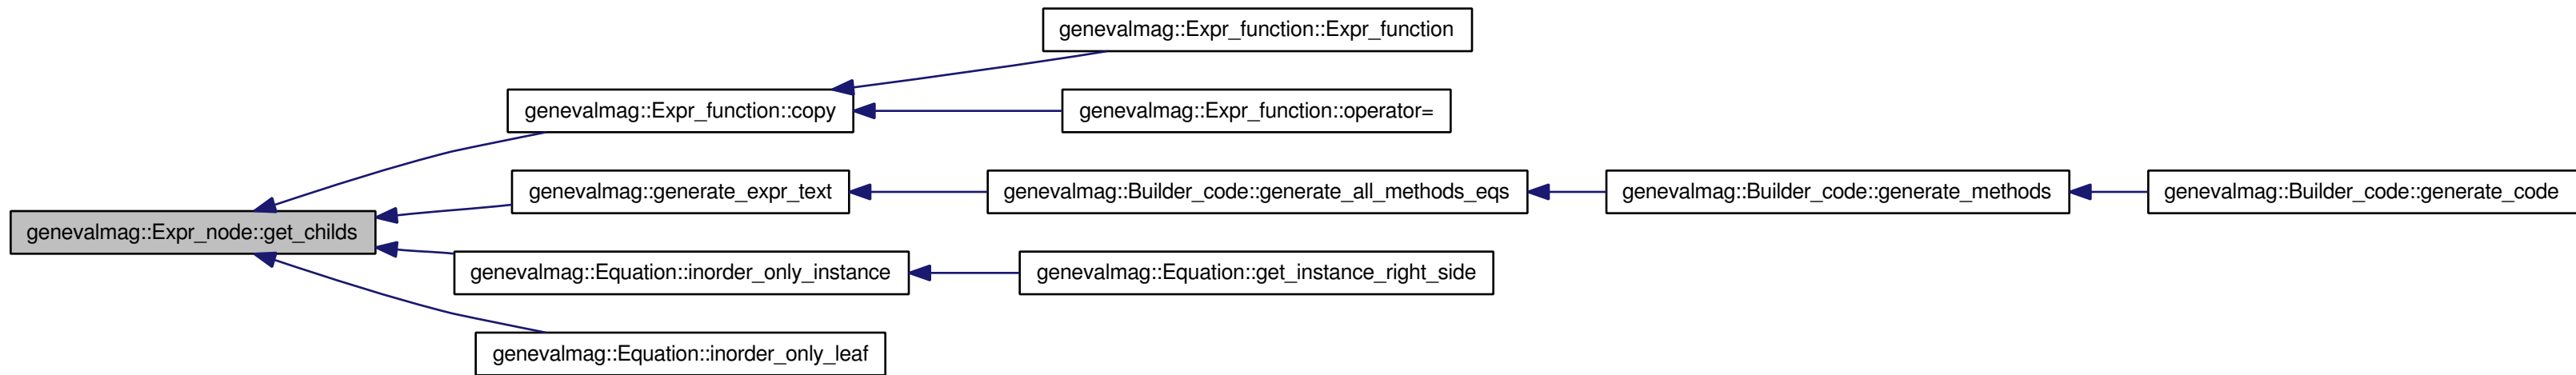 genevalmag::Expr_function::Expr_function
genevalmag::Expr_function::copy
genevalmag::Expr_function::operator=
genevalmag::generate_expr_text
genevalmag::Builder_code::generate_all_methods_eqs
genevalmag::Builder_code::generate_methods
genevalmag::Builder_code::generate_code
genevalmag::Expr_node::get_childs
genevalmag::Equation::inorder_only_instance
genevalmag::Equation::get_instance_right_side
genevalmag::Equation::inorder_only_leaf